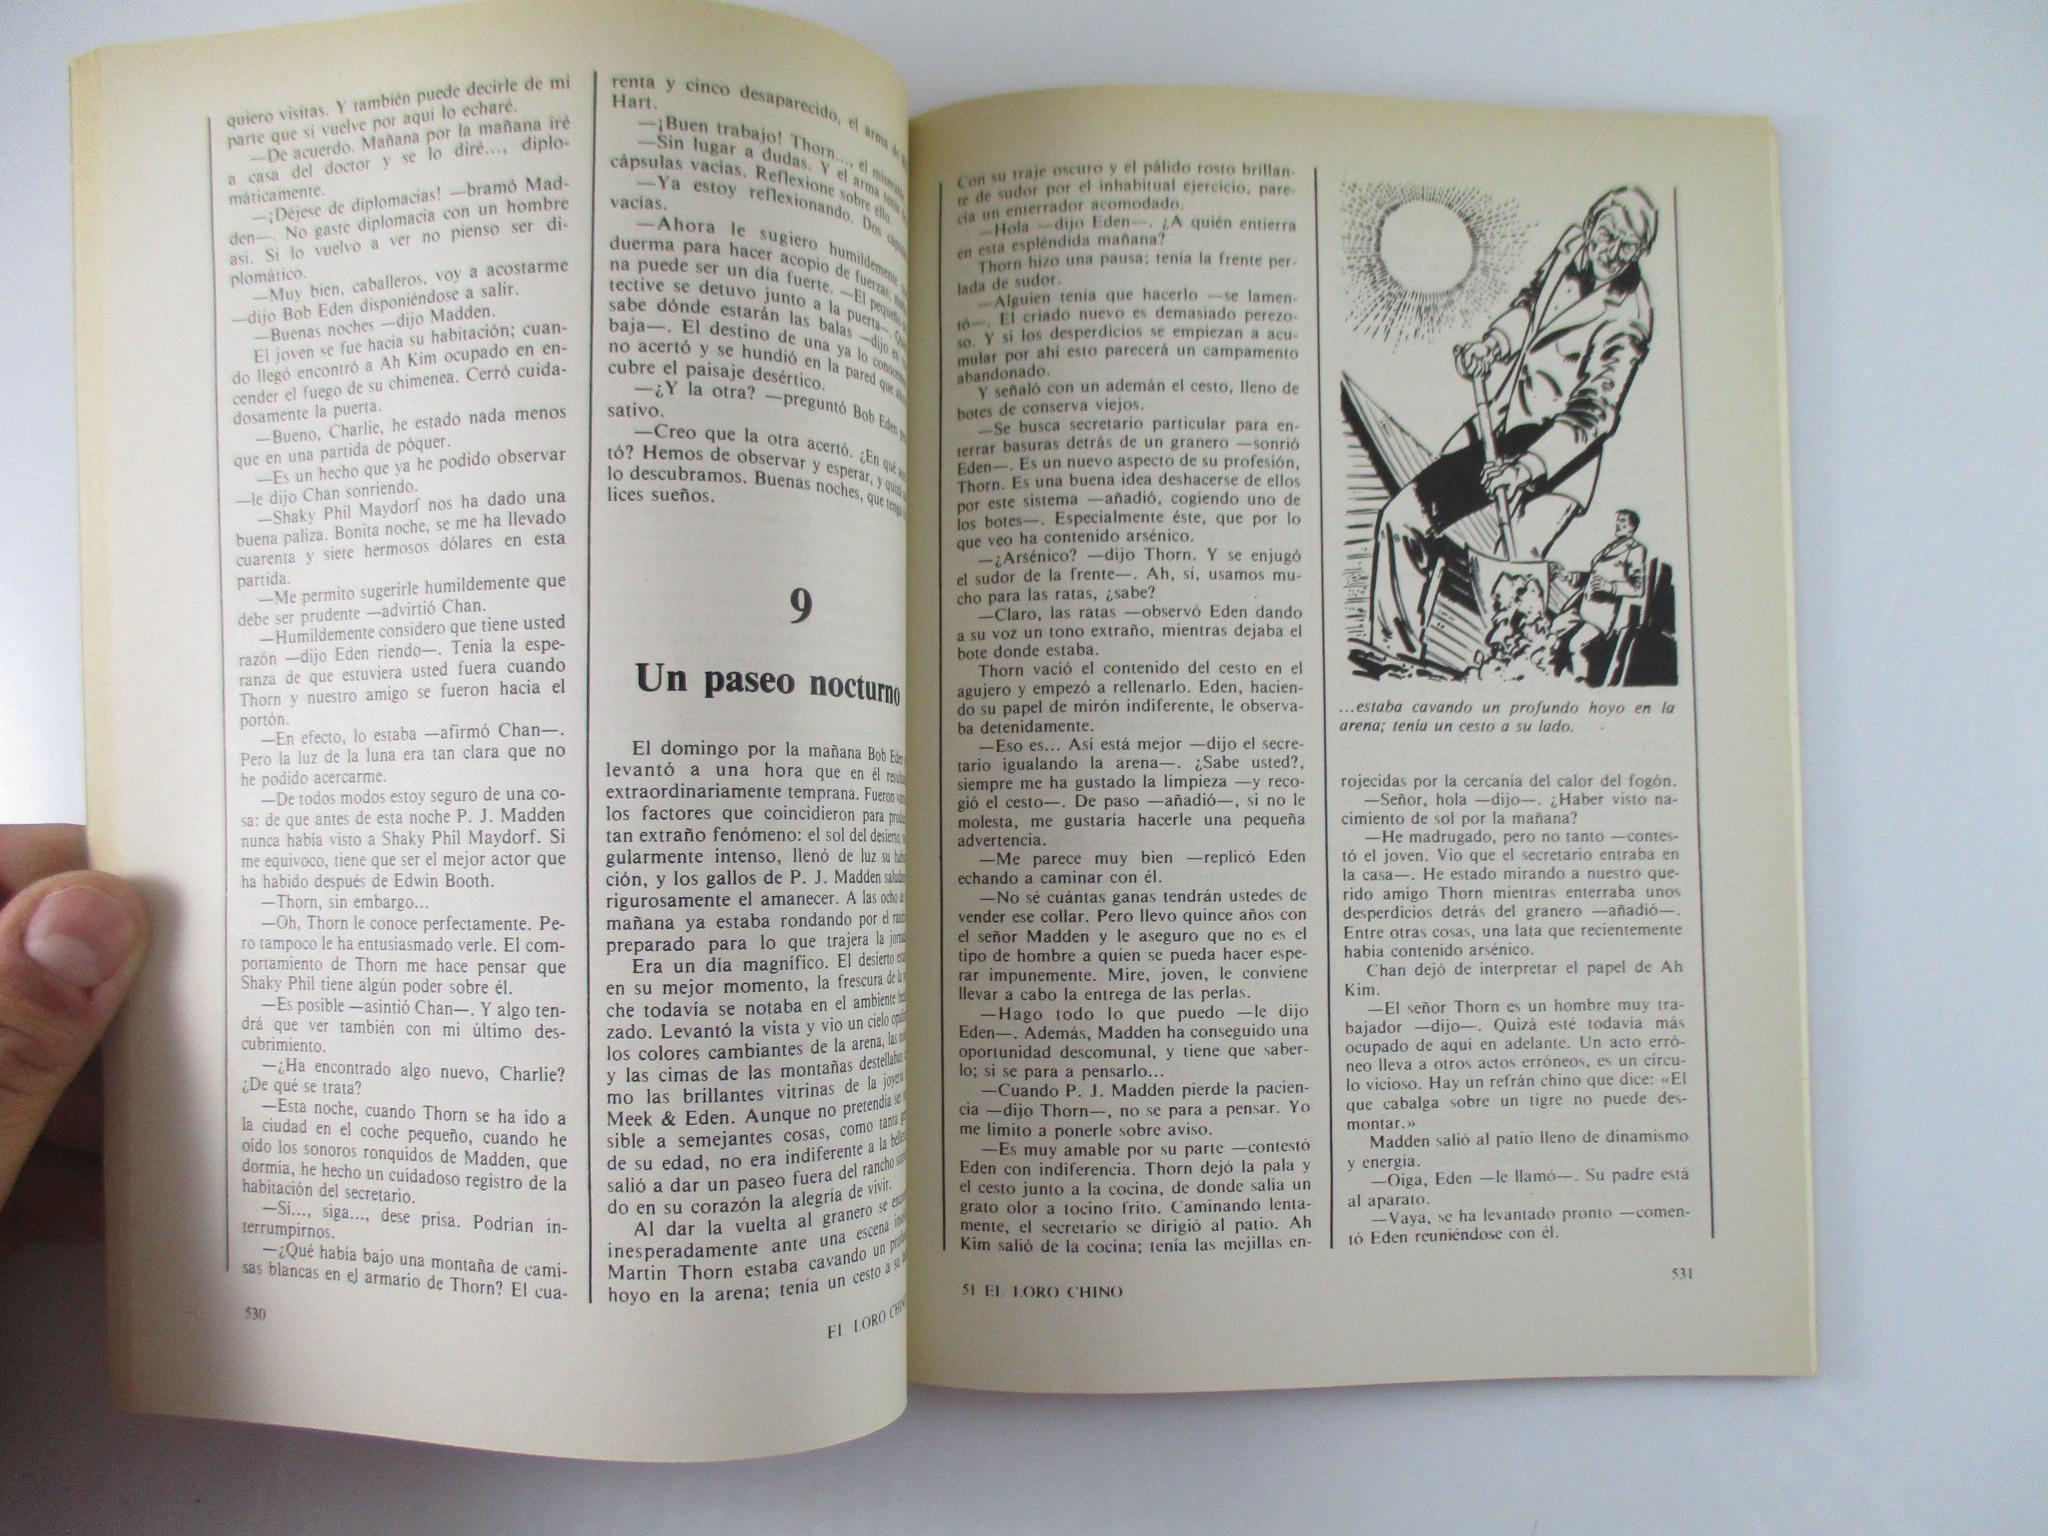 quiero visitas. Y también puede decirle de mi
parte que si vuelve por aquí lo echaré.
—De acuerdo. Mañana por la mañana iré
a casa del doctor y se lo diré..., diplo-
máticamente.
—¡Déjese de diplomacias! —bramó Mad-
den—. No gaste diplomacia con un hombre
así. Si lo vuelvo a ver no pienso ser di-
plomático.
—Muy bien, caballeros, voy a acostarme
—dijo Bob Eden disponiéndose a salir.
—Buenas noches —dijo Madden.
El joven se fue hacia su habitación; cuan-
do llegó encontró a Ah Kim ocupado en en-
cender el fuego de su chimenea. Cerró cuida-
dosamente la puerta.
—Bueno, Charlie, he estado nada menos
que en una partida de póquer.
—Es un hecho que ya he podido observar
—le dijo Chan sonriendo.
—Shaky Phil Maydorf nos ha dado una
buena paliza. Bonita noche, se me ha llevado
cuarenta y siete hermosos dólares en esta
partida.
—Me permito sugerirle humildemente que
debe ser prudente —advirtió Chan.
—Humildemente considero que tiene usted
razón —dijo Eden riendo—. Tenía la espe-
ranza de que estuviera usted fuera cuando
Thorn y nuestro amigo se fueron hacia el
portón.
—En efecto, lo estaba —afirmó Chan—.
Pero la luz de la luna era tan clara que no
he podido acercarme.
—De todos modos estoy seguro de una co-
sa: de que antes de esta noche P. J. Madden
nunca había visto a Shaky Phil Maydorf. Si
me equivoco, tiene que ser el mejor actor que
ha habido después de Edwin Booth.
—Thorn, sin embargo...
—Oh, Thorn le conoce perfectamente. Pe-
ro tampoco le ha entusiasmado verle. El com-
portamiento de Thorn me hace pensar que
Shaky Phil tiene algún poder sobre él.
—Es posible —asintió Chan—. Y algo ten-
drá que ver también con mi último des-
cubrimiento.
—¿Ha encontrado algo nuevo, Charlie?
¿De qué se trata?
—Esta noche, cuando Thorn se ha ido a
la ciudad en el coche pequeño, cuando he
oído los sonoros ronquidos de Madden, que
dormía, he hecho un cuidadoso registro de la
habitación del secretario.
—Sí..., siga..., dese prisa. Podrían in-
terrumpirnos.
—¿Qué había bajo una montaña de cami-
sas blancas en el armario de Thorn? El cua-
530
renta y cinco desaparecido, el arma de
Hart.
—¡Buen trabajo! Thorn..., el
—Sin lugar a dudas. Y el arma
cápsulas vacías. Reflexione sobre ello.
—Ya estoy reflexionando. Dos
vacías.
—Ahora le sugiero humildemente
duerma para hacer acopio de fuerzas;
na puede ser un día fuerte. —El pequeño
tective se detuvo junto a la puerta—.
sabe dónde estarán las balas —dijo en
baja—. El destino de una ya lo
no acertó y se hundió en la pared que
cubre el paisaje desértico.
—¿Y la otra? —preguntó Bob Eden
sativo.
—Creo que la otra acertó. ¿En qué
tó? Hemos de observar y esperar, y quizá
lo descubramos. Buenas noches, que tenga
lices sueños.
9
Un paseo nocturno
El domingo por la mañana Bob Eden
levantó a una hora que en él
extraordinariamente temprana. Fueron
los factores que coincidieron para
tan extraño fenómeno: el sol del desierto,
gularmente intenso, llenó de luz su
ción, y los gallos de P. J. Madden
rigurosamente el amanecer. A las ocho
mañana ya estaba rondando por el
preparado para lo que trajera la
Era un día magnífico. El desierto
en su mejor momento, la frescura de la
che todavía se notaba en el ambiente
zado. Levantó la vista y vio un cielo
los colores cambiantes de la arena, las
y las cimas de las montañas
mo las brillantes vitrinas de la joyería
Meek & Eden. Aunque no pretendía ser
sible a semejantes cosas, como tanta
de su edad, no era indiferente a la
salió a dar un paseo fuera del rancho
do en su corazón la alegría de vivir.
Al dar la vuelta al granero se
inesperadamente ante una escena
Martin Thorn estaba cavando un
hoyo en la arena; tenía un cesto a su
El LORO
Con su traje oscuro y el pálido rosto brillan-
te de sudor por el inhabitual ejercicio, pare-
cía un enterrador acomodado.
—Hola —dijo Eden—. ¿A quién entierra
en esta espléndida mañana?
Thorn hizo una pausa; tenía la frente per-
lada de sudor.
—Alguien tenía que hacerlo —se lamen-
tó—. El criado nuevo es demasiado perezo-
so. Y si los desperdicios se empiezan a acu-
mular por ahí esto parecerá un campamento
abandonado.
Y señaló con un ademán el cesto, lleno de
botes de conserva viejos.
—Se busca secretario particular para en-
terrar basuras detrás de un granero —sonrió
Eden—. Es un nuevo aspecto de su profesión,
Thorn. Es una buena idea deshacerse de ellos
por este sistema —añadió, cogiendo uno de
los botes—. Especialmente éste, que por lo
que veo ha contenido arsénico.
—¿Arsénico? —dijo Thorn. Y se enjugó
el sudor de la frente—. Ah, sí, usamos mu-
cho para las ratas, ¿sabe?
—Claro, las ratas —observó Eden dando
a su voz un tono extraño, mientras dejaba el
bote donde estaba.
Thorn vació el contenido del cesto en el
agujero y empezó a rellenarlo. Eden, hacien-
do su papel de mirón indiferente, le observa-
ba detenidamente.
—Eso es... Así está mejor —dijo el secre-
tario igualando la arena—. ¿Sabe usted?,
siempre me ha gustado la limpieza —y reco-
gió el cesto—. De paso —añadió—, si no le
molesta, me gustaría hacerle una pequeña
advertencia.
—Me parece muy bien —replicó Eden
echando a caminar con él.
—No sé cuántas ganas tendrán ustedes de
vender ese collar. Pero llevo quince años con
el señor Madden y le aseguro que no es el
tipo de hombre a quien se pueda hacer espe-
rar impunemente. Mire, joven, le conviene
llevar a cabo la entrega de las perlas.
—Hago todo lo que puedo —le dijo
Eden—. Además, Madden ha conseguido una
oportunidad descomunal, y tiene que saber-
lo; si se para a pensarlo...
—Cuando P. J. Madden pierde la pacien-
cia —dijo Thorn—, no se para a pensar. Yo
me limito a ponerle sobre aviso.
—Es muy amable por su parte —contestó
Eden con indiferencia. Thorn dejó la pala y
el cesto junto a la cocina, de donde salía un
grato olor a tocino frito. Caminando lenta-
mente, el secretario se dirigió al patio. Ah
Kim salió de la cocina; tenía las mejillas en-
51 EL LORO CHINO
...estaba cavando un profundo hoyo en la
arena; tenía un cesto a su lado.
rojecidas por la cercanía del calor del fogón.
—Señor, hola —dijo—. ¿Haber visto na-
cimiento de sol por la mañana?
—He madrugado, pero no tanto —contes-
tó el joven. Vio que el secretario entraba en
la casa—. He estado mirando a nuestro que-
rido amigo Thorn mientras enterraba unos
desperdicios detrás del granero —añadió—.
Entre otras cosas, una lata que recientemente
había contenido arsénico.
Chan dejó de interpretar el papel de Ah
Kim.
—El señor Thorn es un hombre muy tra-
bajador —dijo—. Quizá esté todavía más
ocupado de aquí en adelante. Un acto erró-
neo lleva a otros actos erróneos, es un círcu-
lo vicioso. Hay un refrán chino que dice: «El
que cabalga sobre un tigre no puede des-
montar.»
Madden salió al patio lleno de dinamismo
y energía.
—Oiga, Eden —le llamó—. Su padre está
al aparato.
—Vaya, se ha levantado pronto —comen-
tó Eden reuniéndose con él.
531